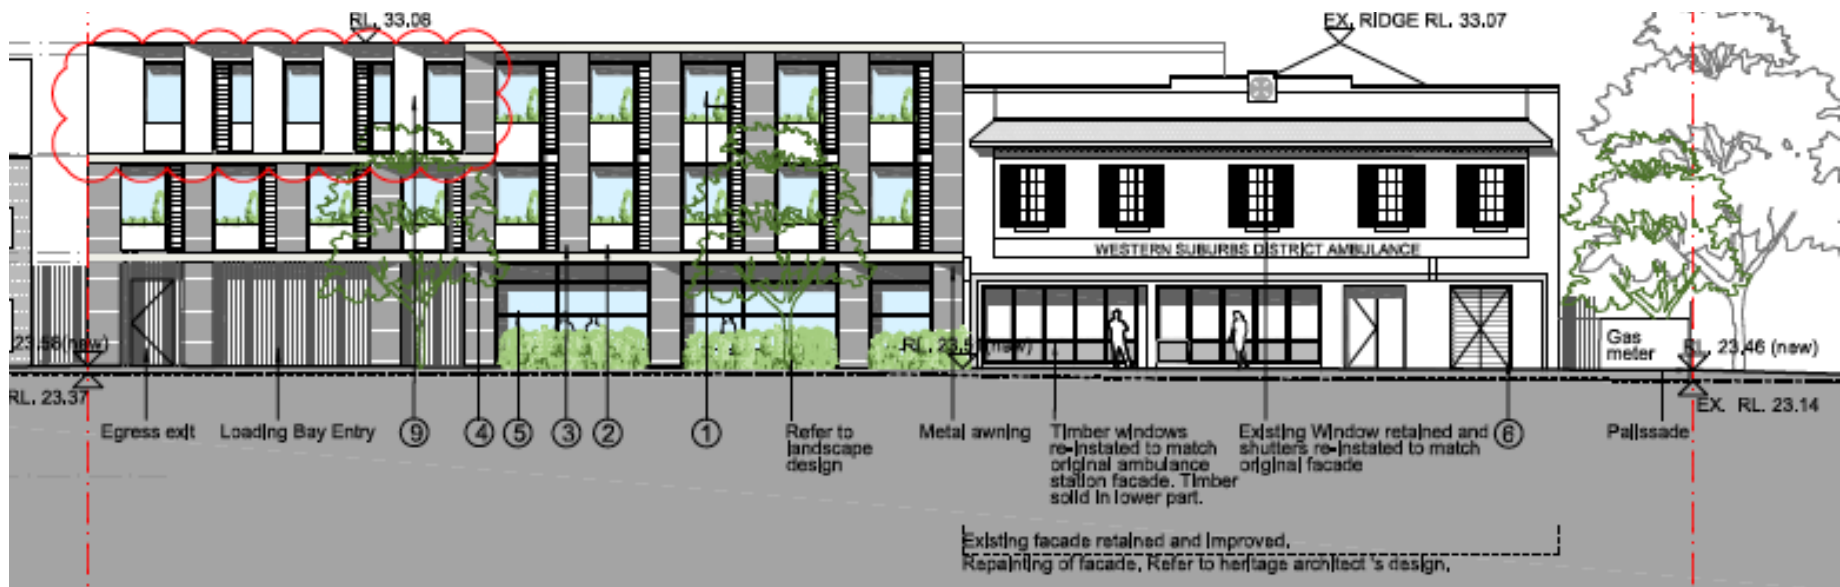 RL. 33.08
EX. RIDGE RL. 33.07
WESTERN SUBURBS DISTRICT AMBULANCE
23.58(new)
RL. 23.51(new)
Gas
meter
RL. 23.46 (new)
RL. 23.37
EX. RL. 23.14
Egress exit
Loading Bay Entry
9
4
5
3
2
1
Refer to
landscape
design
Metal awning
Timber windows
re-instated to match
original ambulance
station facade. Timber
solid in lower part.
Existing Window retained and
shutters re-instated to match
original facade
6
Palissade
Existing facade retained and improved.
Repainting of facade. Refer to heritage architect 's design.